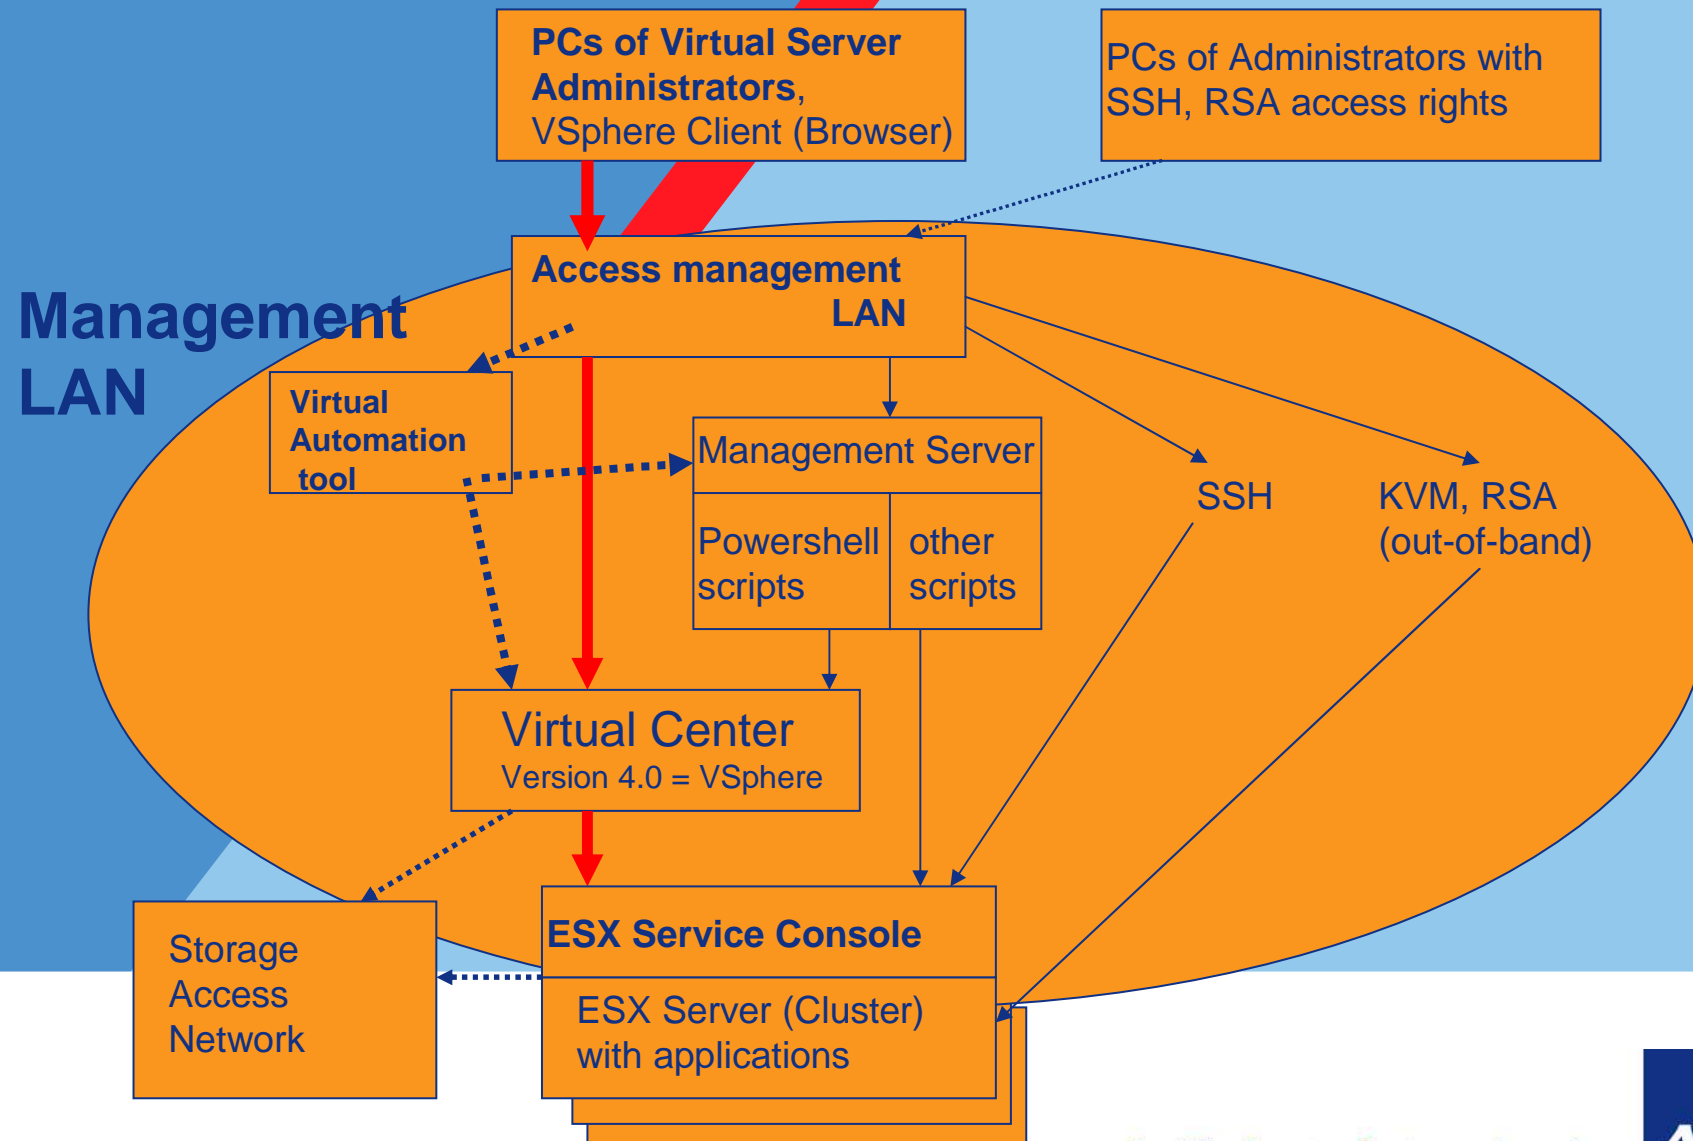 PCs of Virtual Server
Administrators,
VSphere Client (Browser)
PCs of Administrators with
SSH, RSA access rights
Management
LAN
Access management
LAN
Virtual
Automation
tool
Management Server
Powershell
scripts
other
scripts
SSH
KVM, RSA
(out-of-band)
Virtual Center
Version 4.0 = VSphere
Storage
Access
Network
ESX Service Console
ESX Server (Cluster)
with applications